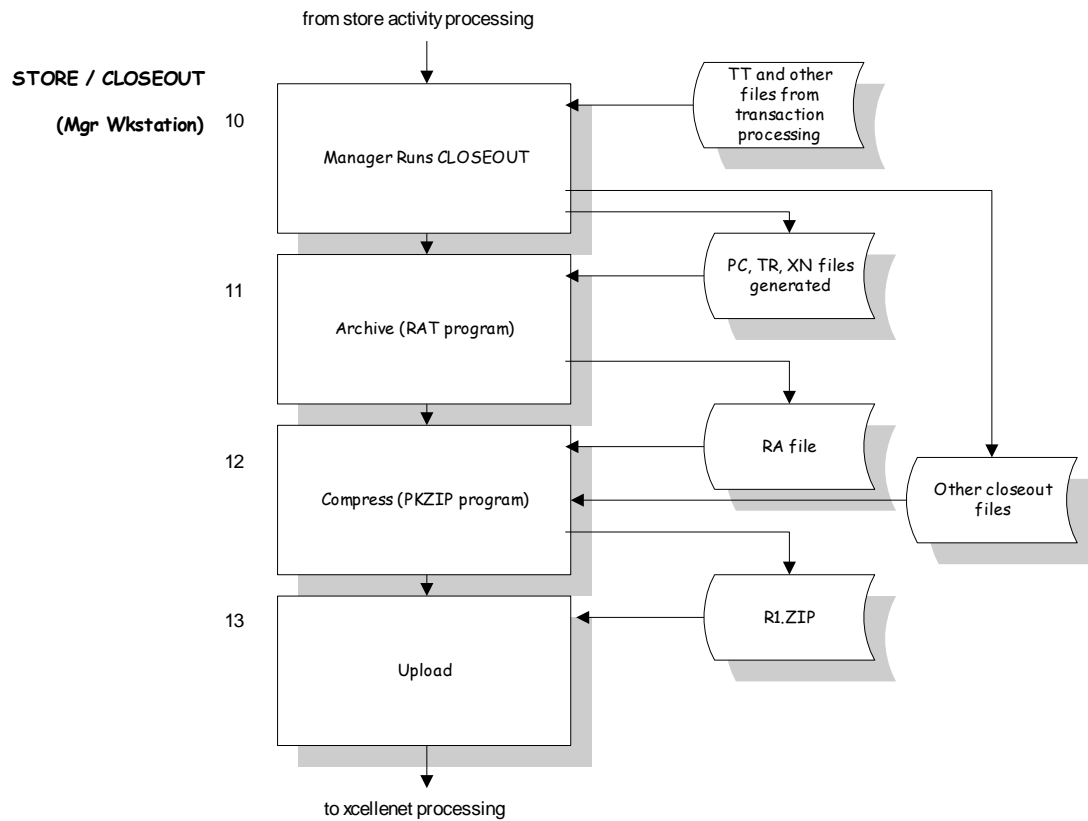 from store activity processing
STORE / CLOSEOUT
(Mgr Wkstation)
10
Manager Runs CLOSEOUT
TT and other
files from
transaction
processing
11
Archive (RAT program)
PC, TR, XN files
generated
12
Compress (PKZIP program)
RA file
Other closeout
files
13
Upload
R1.ZIP
to xcellenet processing